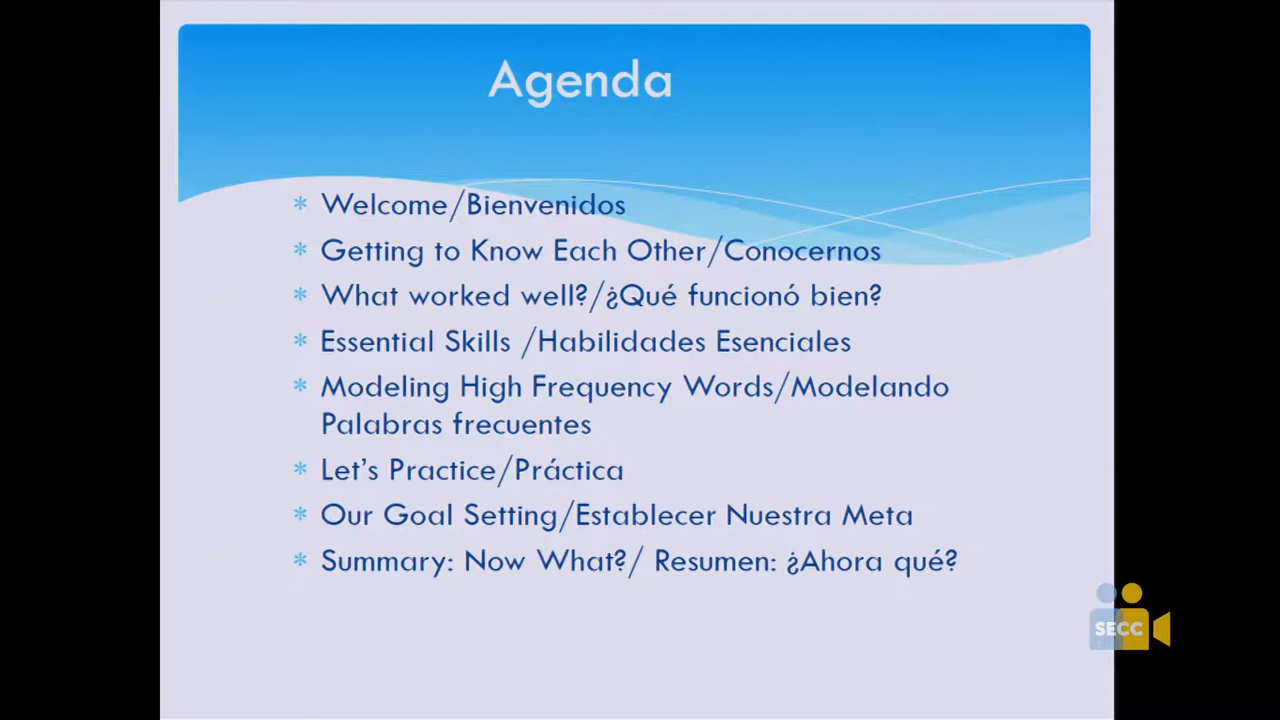 Agenda
* Welcome/Bienvenidos
* Getting to Know Each Other/Conocernos
* What worked well?/¿Qué funcionó bien?
* Essential Skills /Habilidades Esenciales
* Modeling High Frequency Words/Modelando
Palabras frecuentes
* Let's Practice/Práctica
* Our Goal Setting/Establecer Nuestra Meta
* Summary: Now What?/ Resumen: ¿Ahora qué?
SECC